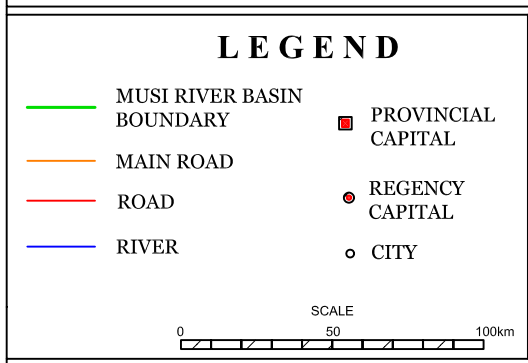 LEGEND
MUSI RIVER BASIN
BOUNDARY
MAIN ROAD
ROAD
RIVER
PROVINCIAL
CAPITAL
REGENCY
CAPITAL
CITY
SCALE
0 50 100km